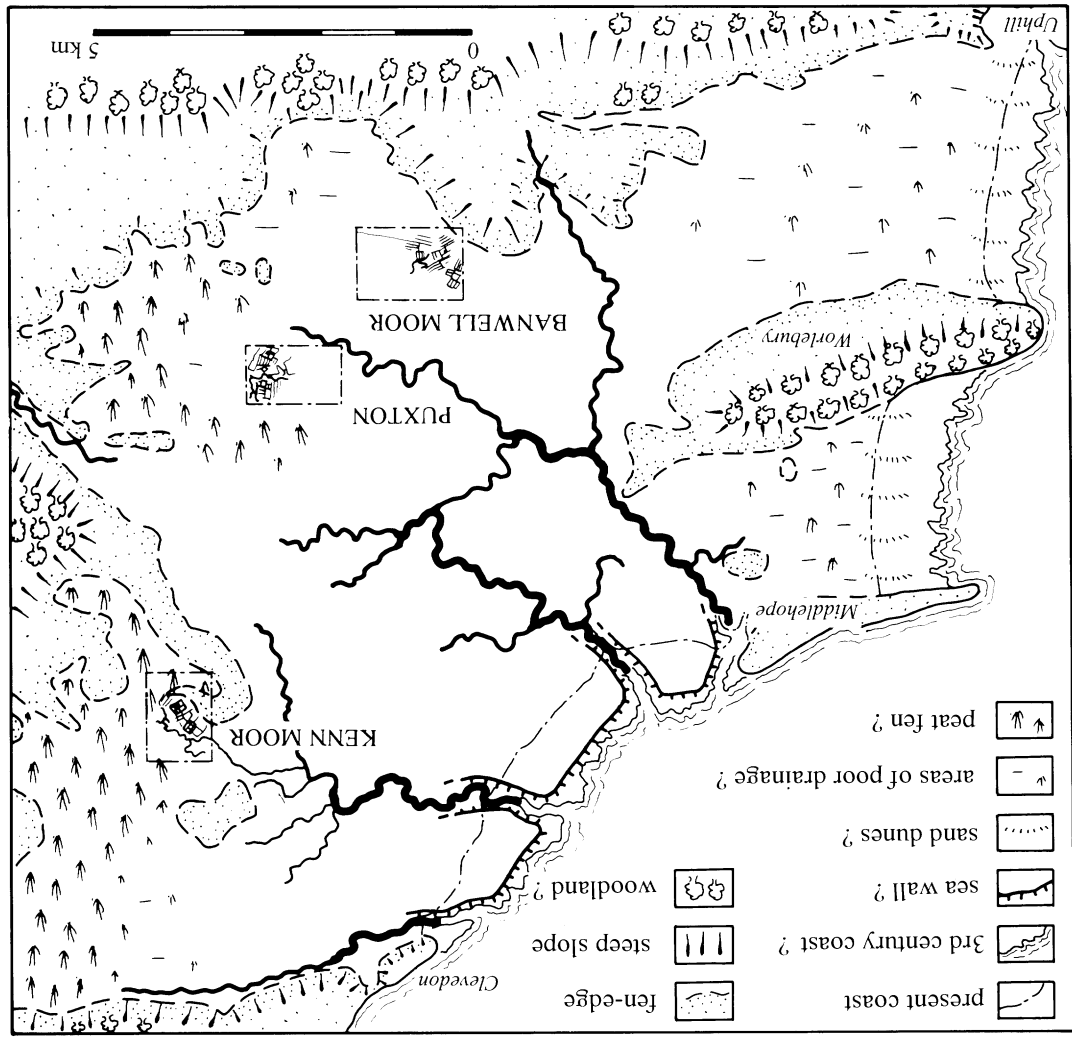 present coast
3rd century coast ?
sea wall ?
sand dunes ?
areas of poor drainage ?
peat fen ?
fen-edge
steep slope
woodland ?
Clevedon
KENN MOOR
Middlehope
PUXTON
Worlebury
BANWELL MOOR
Uphill
0 5 km